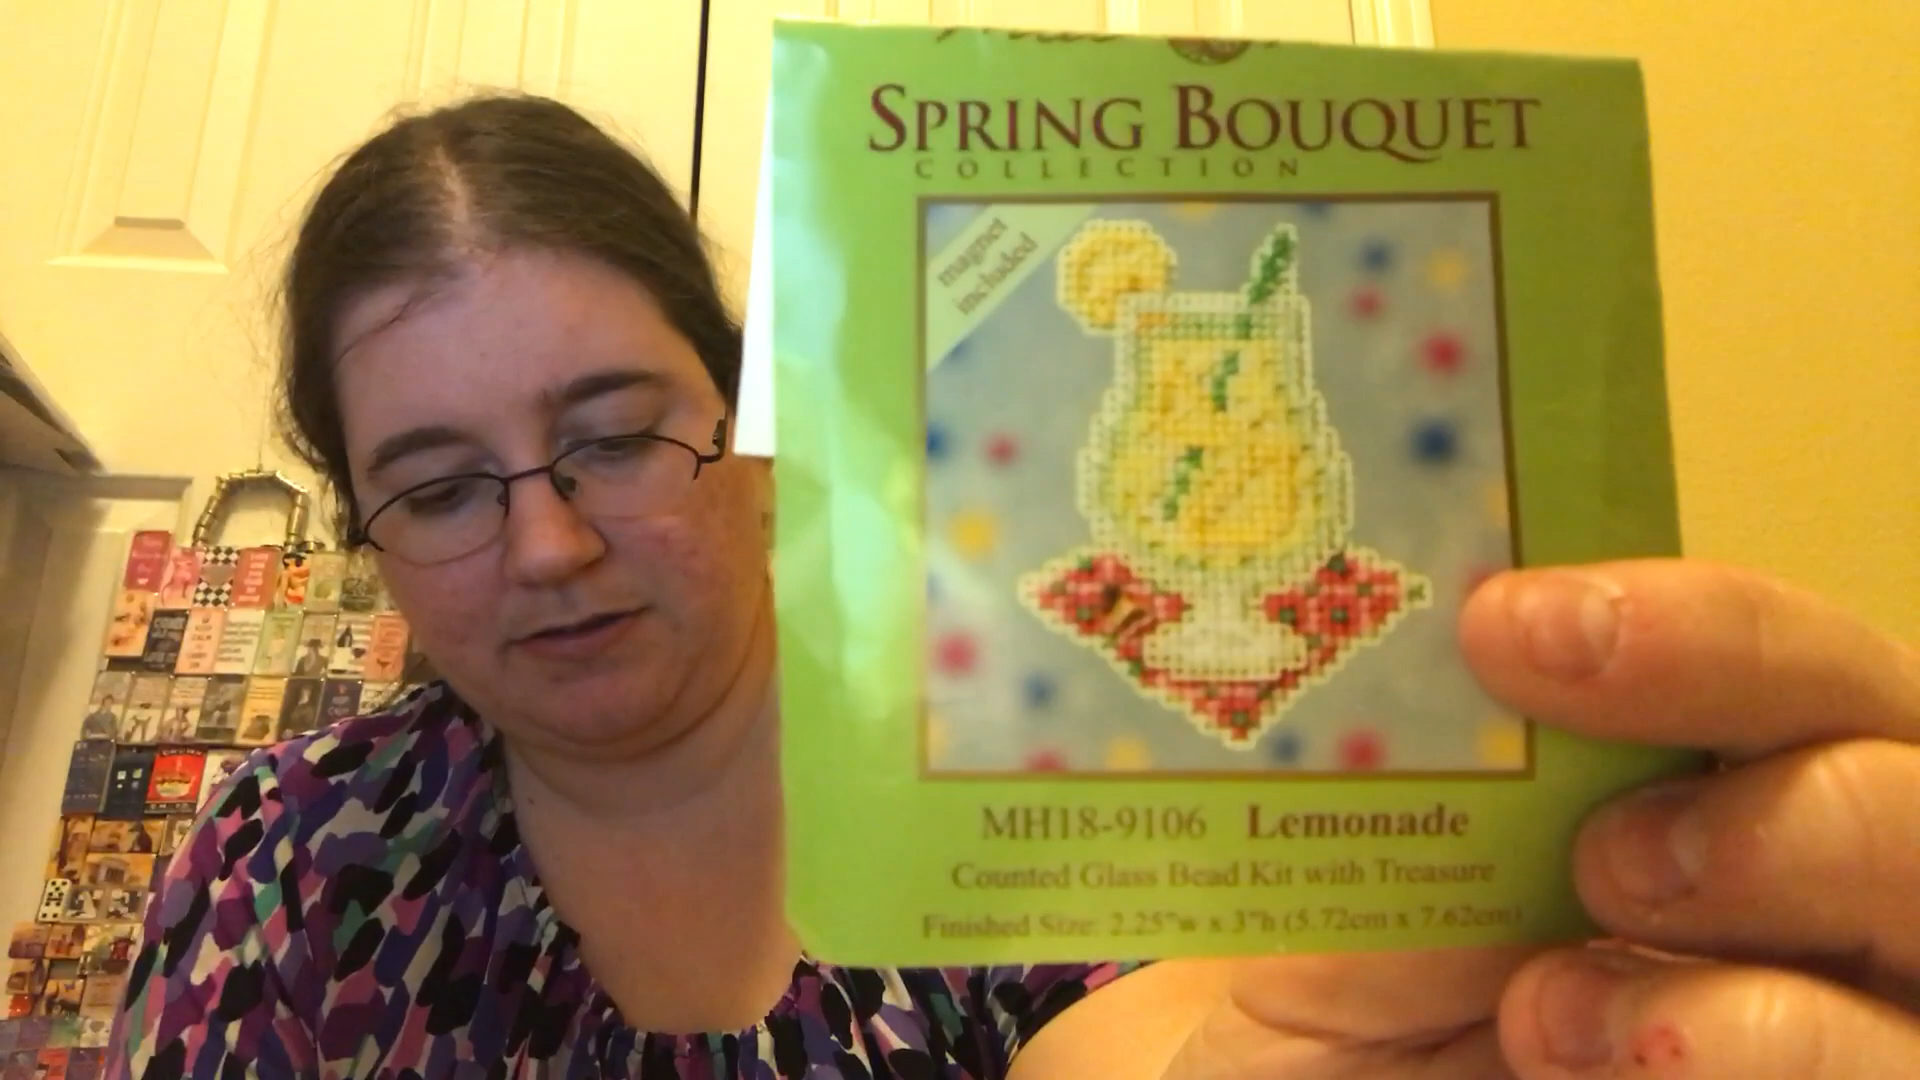 SPRING BOUQUET
COLLECTION
magnet
included
MH18-9106 Lemonade
Counted Glass Bead Kit with Treasure
Finished Size: 2.25"w x 3"h (5.72cm x 7.62cm)